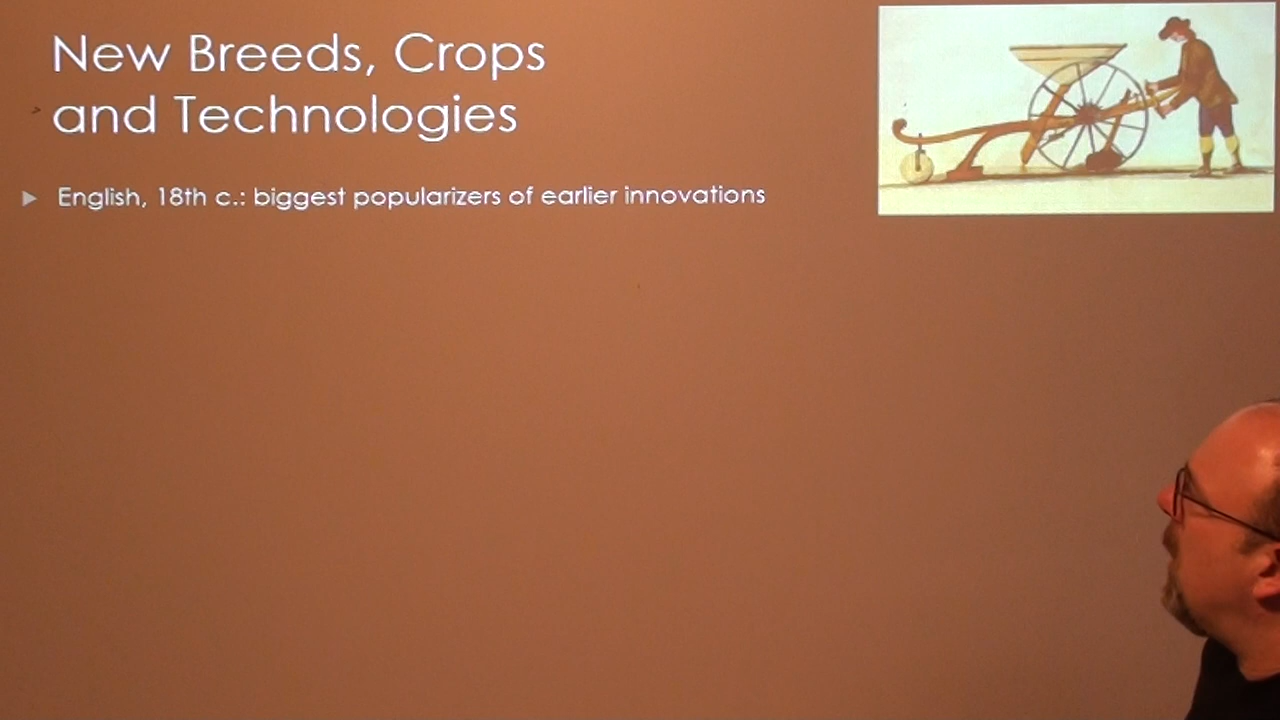 New Breeds, Crops
and Technologies
English, 18th c.: biggest popularizers of earlier innovations